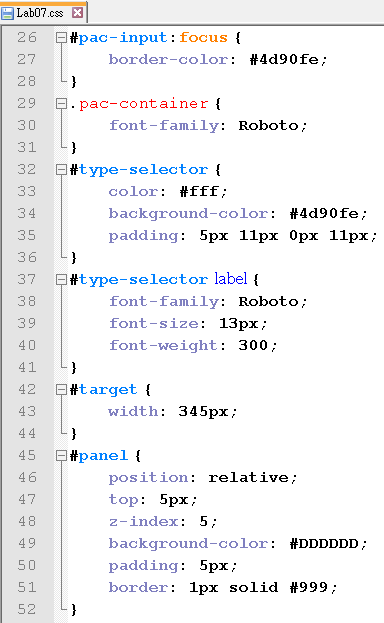 Lab07.css
26 #pac-input:focus {
27 border-color: #4d90fe;
28 }
29 .pac-container {
30 font-family: Roboto;
31 }
32 #type-selector {
33 color: #fff;
34 background-color: #4d90fe;
35 padding: 5px 11px 0px 11px;
36 }
37 #type-selector label {
38 font-family: Roboto;
39 font-size: 13px;
40 font-weight: 300;
41 }
42 #target {
43 width: 345px;
44 }
45 #panel {
46 position: relative;
47 top: 5px;
48 z-index: 5;
49 background-color: #DDDDDD;
50 padding: 5px;
51 border: 1px solid #999;
52 }